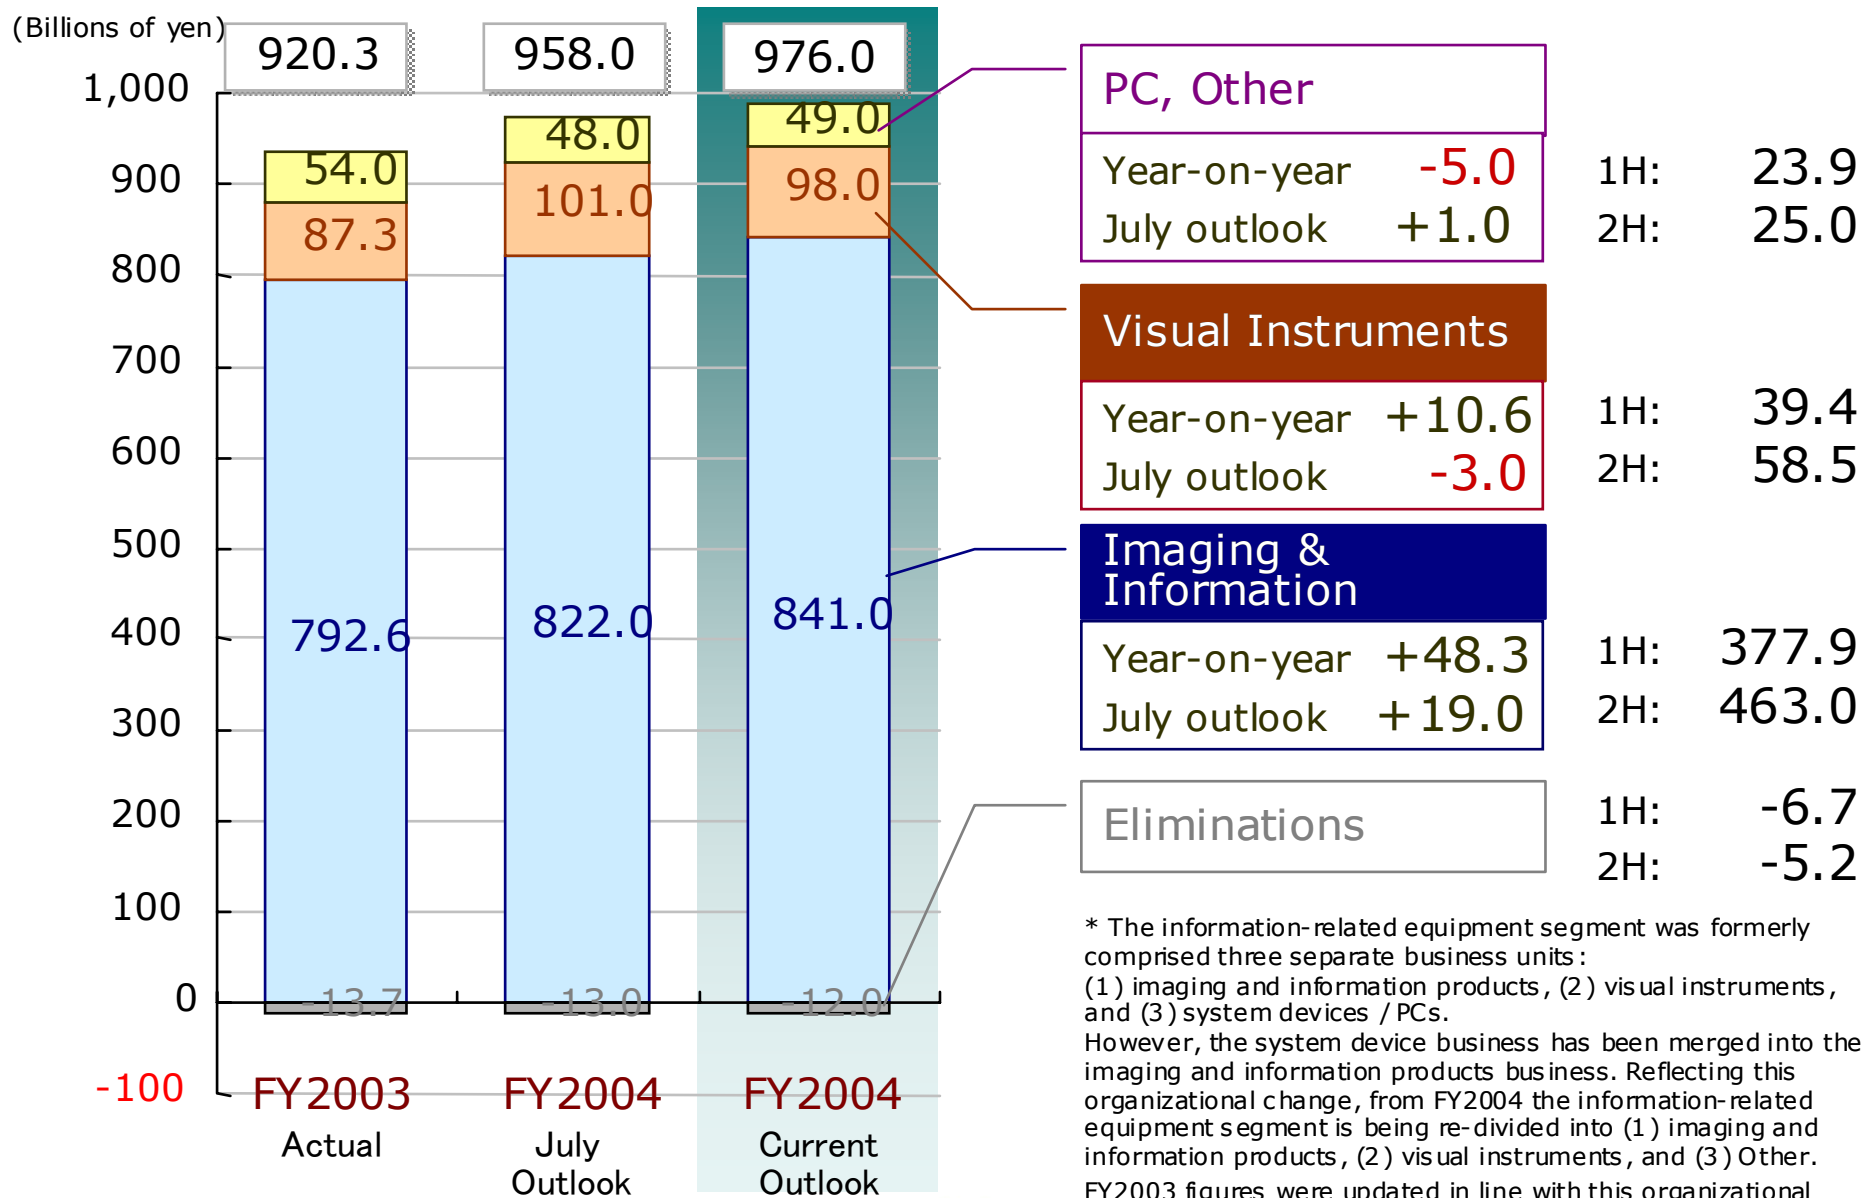 (Billions of yen)
920.3
958.0
976.0
1,000
900
800
700
600
500
400
300
200
100
0
-100
54.0
87.3
792.6
-13.7
48.0
101.0
822.0
-13.0
49.0
98.0
841.0
-12.0
FY2003
Actual
FY2004
July
Outlook
FY2004
Current
Outlook
PC, Other
Year-on-year -5.0
July outlook +1.0
1H: 23.9
2H: 25.0
Visual Instruments
Year-on-year +10.6
July outlook -3.0
1H: 39.4
2H: 58.5
Imaging &
Information
Year-on-year +48.3
July outlook +19.0
1H: 377.9
2H: 463.0
Eliminations
1H: -6.7
2H: -5.2
* The information-related equipment segment was formerly
comprised three separate business units:
(1) imaging and information products, (2) visual instruments,
and (3) system devices / PCs.
However, the system device business has been merged into the
imaging and information products business. Reflecting this
organizational change, from FY2004 the information-related
equipment segment is being re-divided into (1) imaging and
information products, (2) visual instruments, and (3) Other.
FY2003 figures were updated in line with this organizational